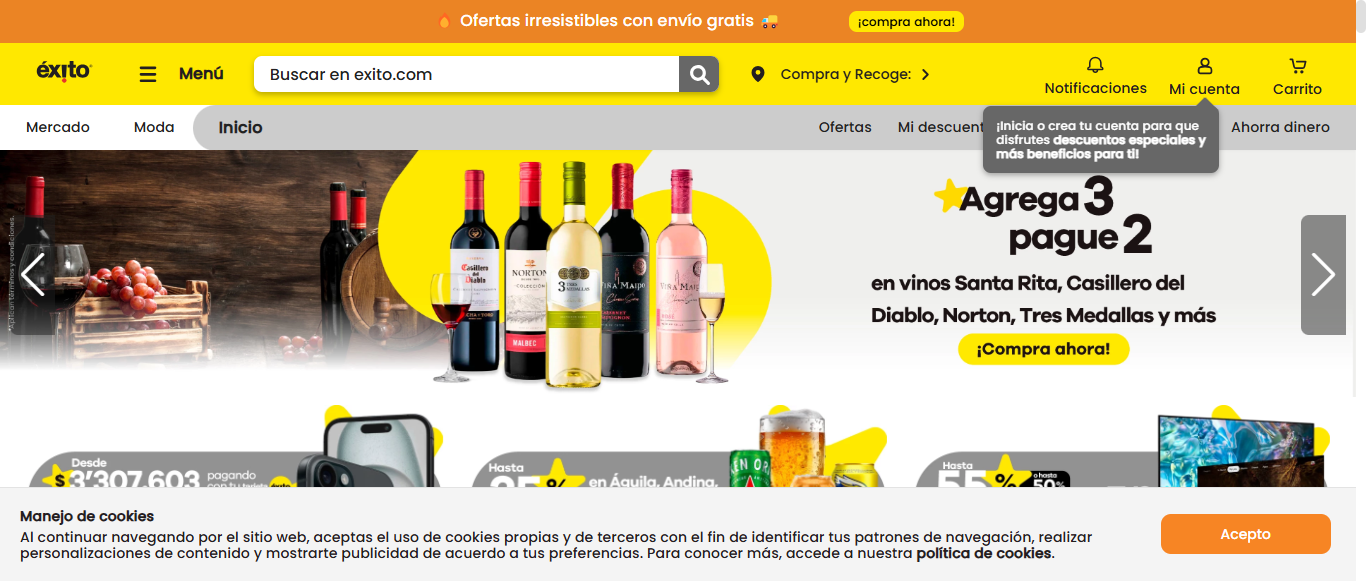 Ofertas irresistibles con envío gratis
¡compra ahora!
éxito
Menú
Buscar en exito.com
Compra y Recoge:
Notificaciones
Mi cuenta
Carrito
Mercado
Moda
Inicio
Ofertas
Mi descuent
Ahorra dinero
¡Inicia o crea tu cuenta para que
disfrutes descuentos especiales y
más beneficios para ti!
Agrega 3
pague 2
en vinos Santa Rita, Casillero del
Diablo, Norton, Tres Medallas y más
¡Compra ahora!
Casillero
del
Diablo
NORTON
COLECCIÓN
MALBEC
3 TRES
MEDALLAS
VIÑA MAIPO
VIÑA MAIPO
Desde
$3'307.603 pagando
con tu tarjeta éxito
Hasta
% en Águila, Andina,
Hasta
55% o hasta
50%
Manejo de cookies
Al continuar navegando por el sitio web, aceptas el uso de cookies propias y de terceros con el fin de identificar tus patrones de navegación, realizar
personalizaciones de contenido y mostrarte publicidad de acuerdo a tus preferencias. Para conocer más, accede a nuestra política de cookies.
Acepto